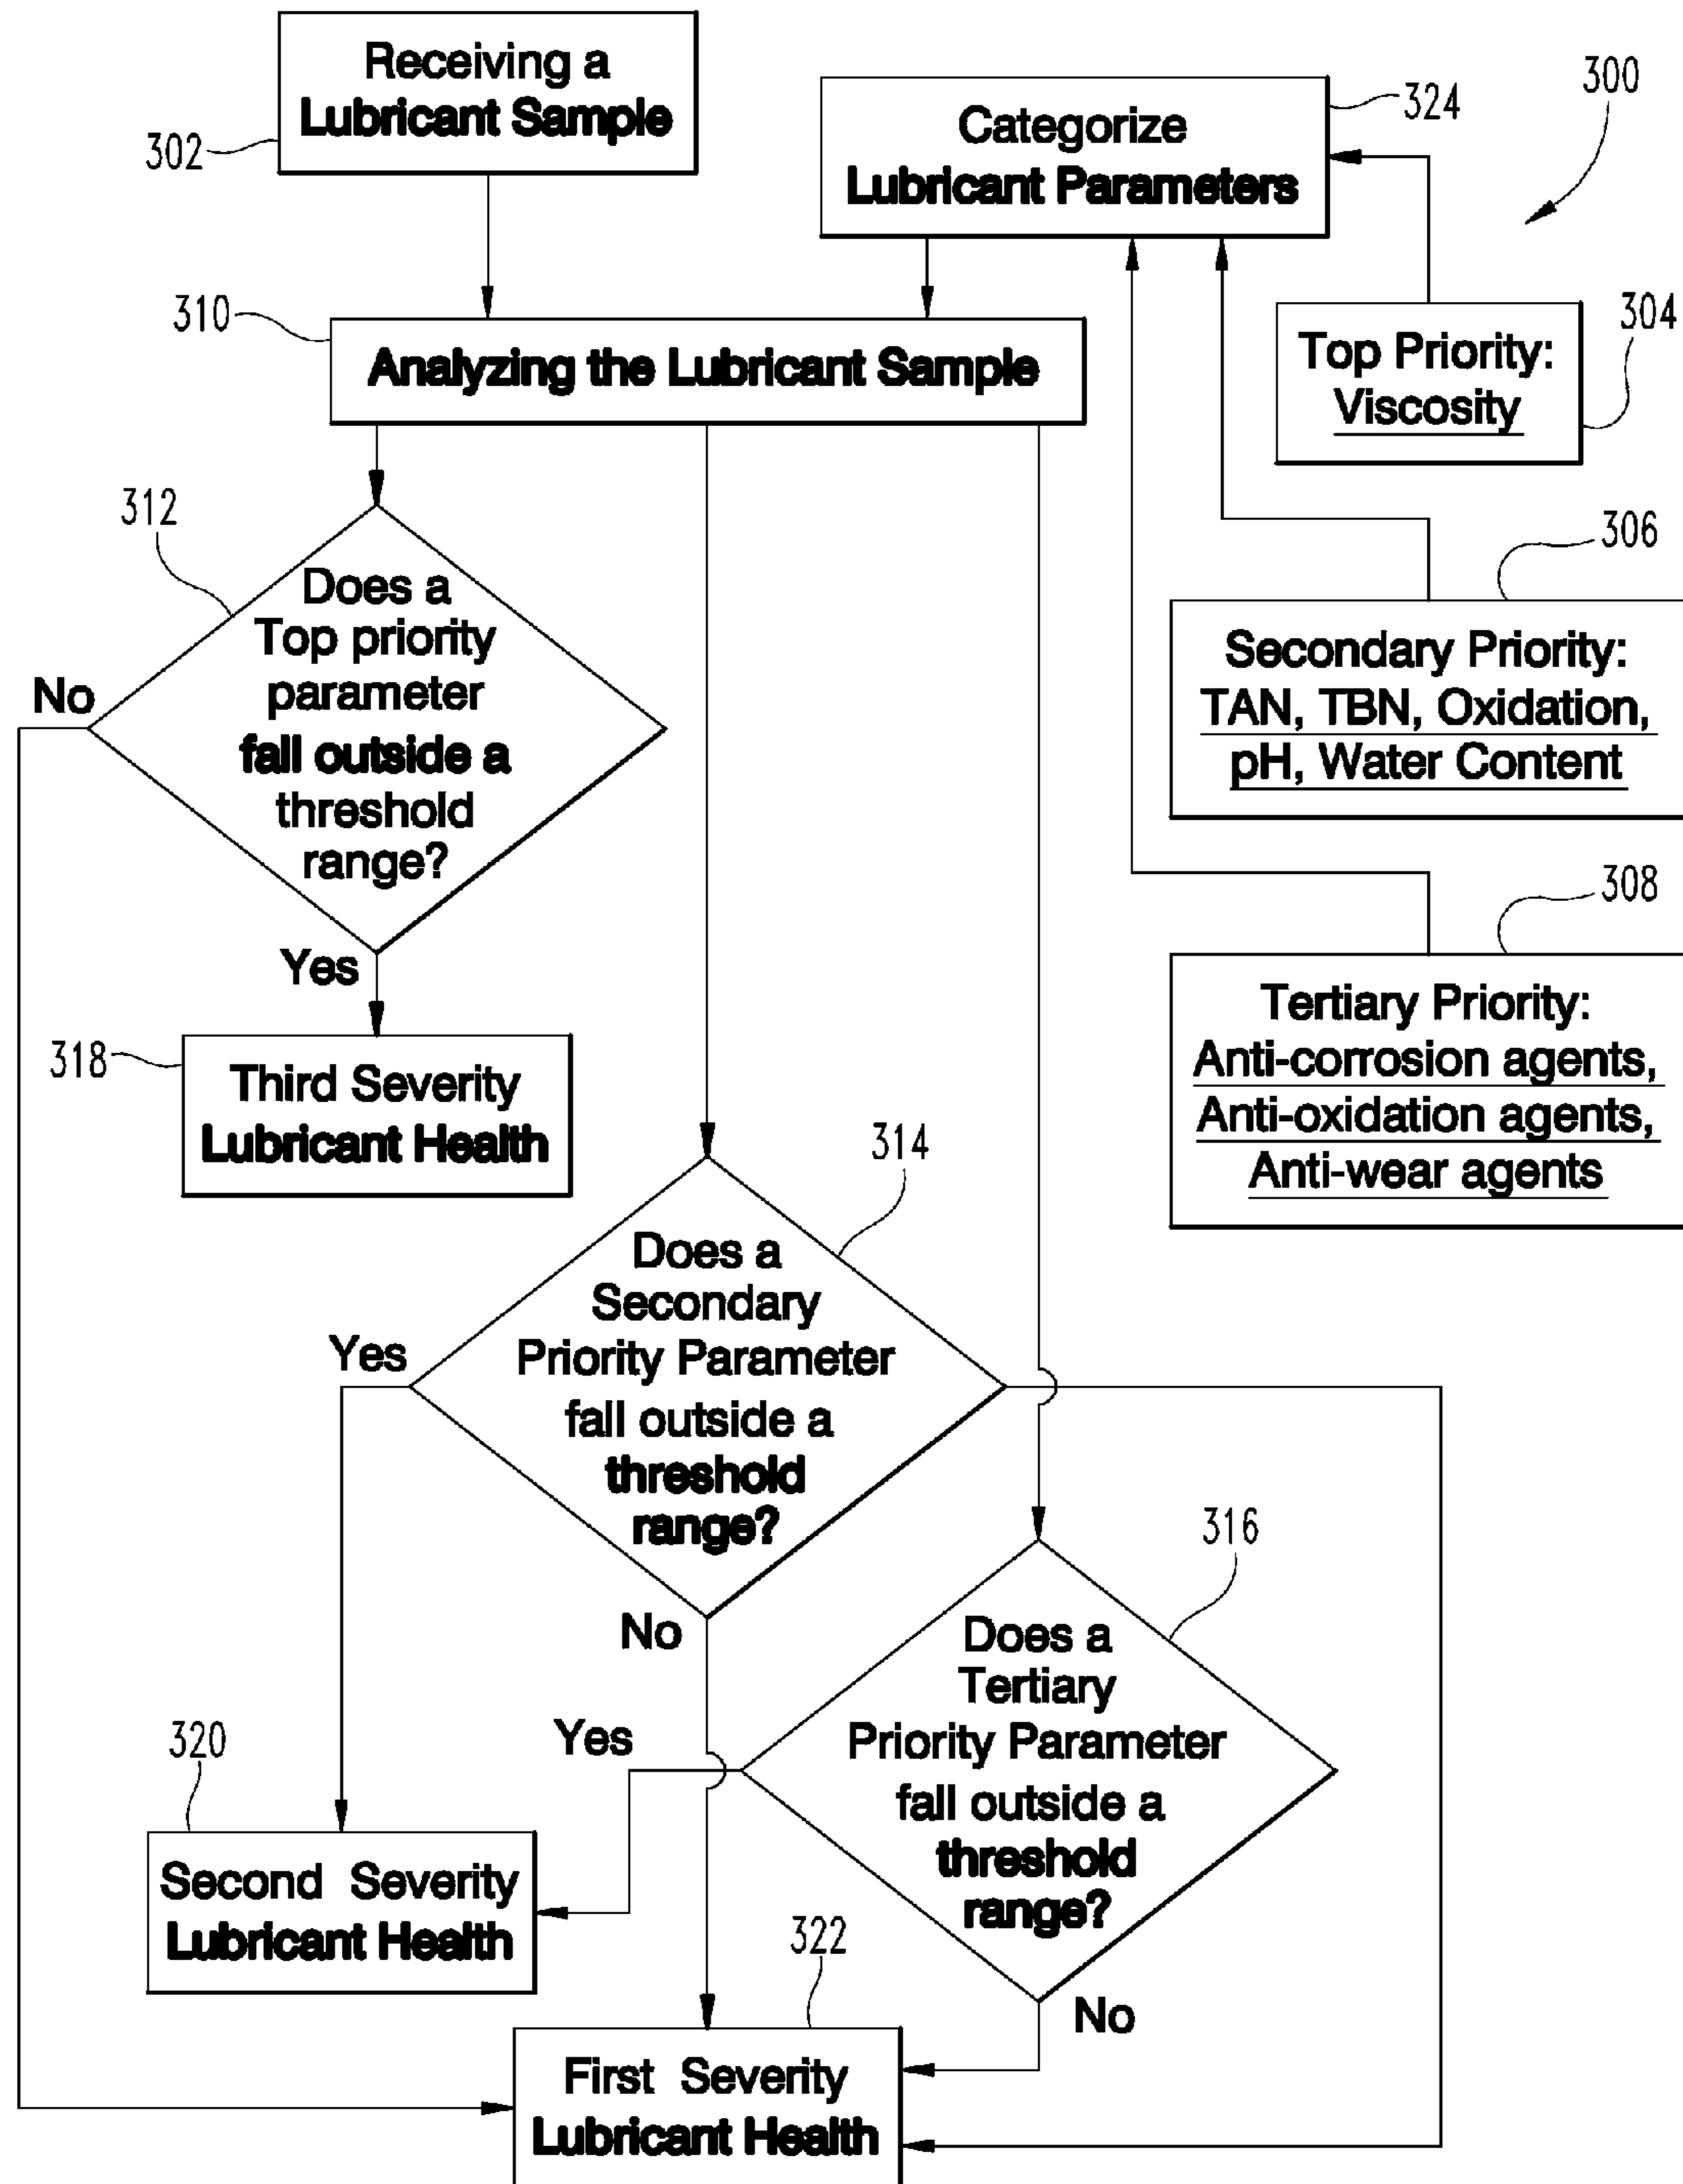 Receiving a
Lubricant Sample
302
Categorize
Lubricant Parameters
324
300
310
Analyzing the Lubricant Sample
Top Priority:
Viscosity
304
312
Does a
Top priority
parameter
fall outside a
threshold
range?
No
Yes
306
Secondary Priority:
TAN, TBN, Oxidation,
pH, Water Content
308
Tertiary Priority:
Anti-corrosion agents,
Anti-oxidation agents,
Anti-wear agents
318
Third Severity
Lubricant Health
314
Does a
Secondary
Priority Parameter
fall outside a
threshold
range?
Yes
No
316
Does a
Tertiary
Priority Parameter
fall outside a
threshold
range?
Yes
No
320
Second Severity
Lubricant Health
322
First Severity
Lubricant Health